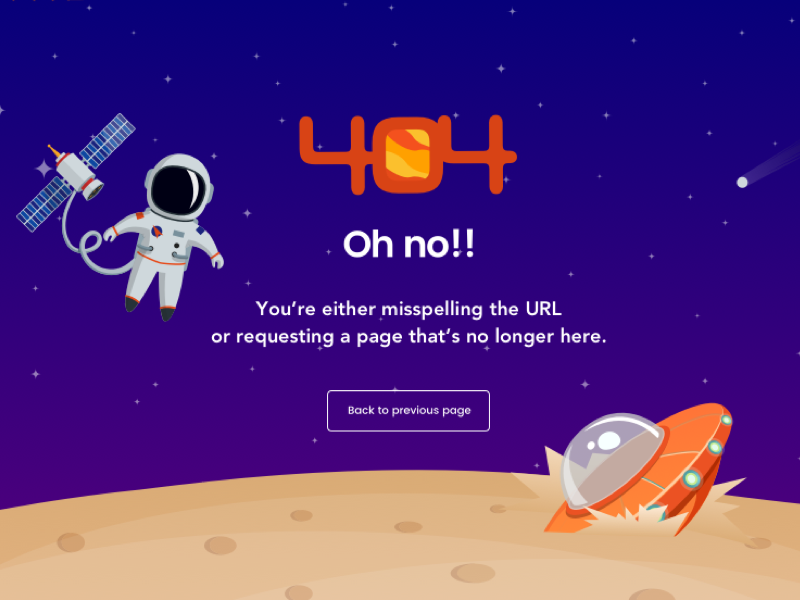 404
Oh no!!
You're either misspelling the URL
or requesting a page that's no longer here.
Back to previous page